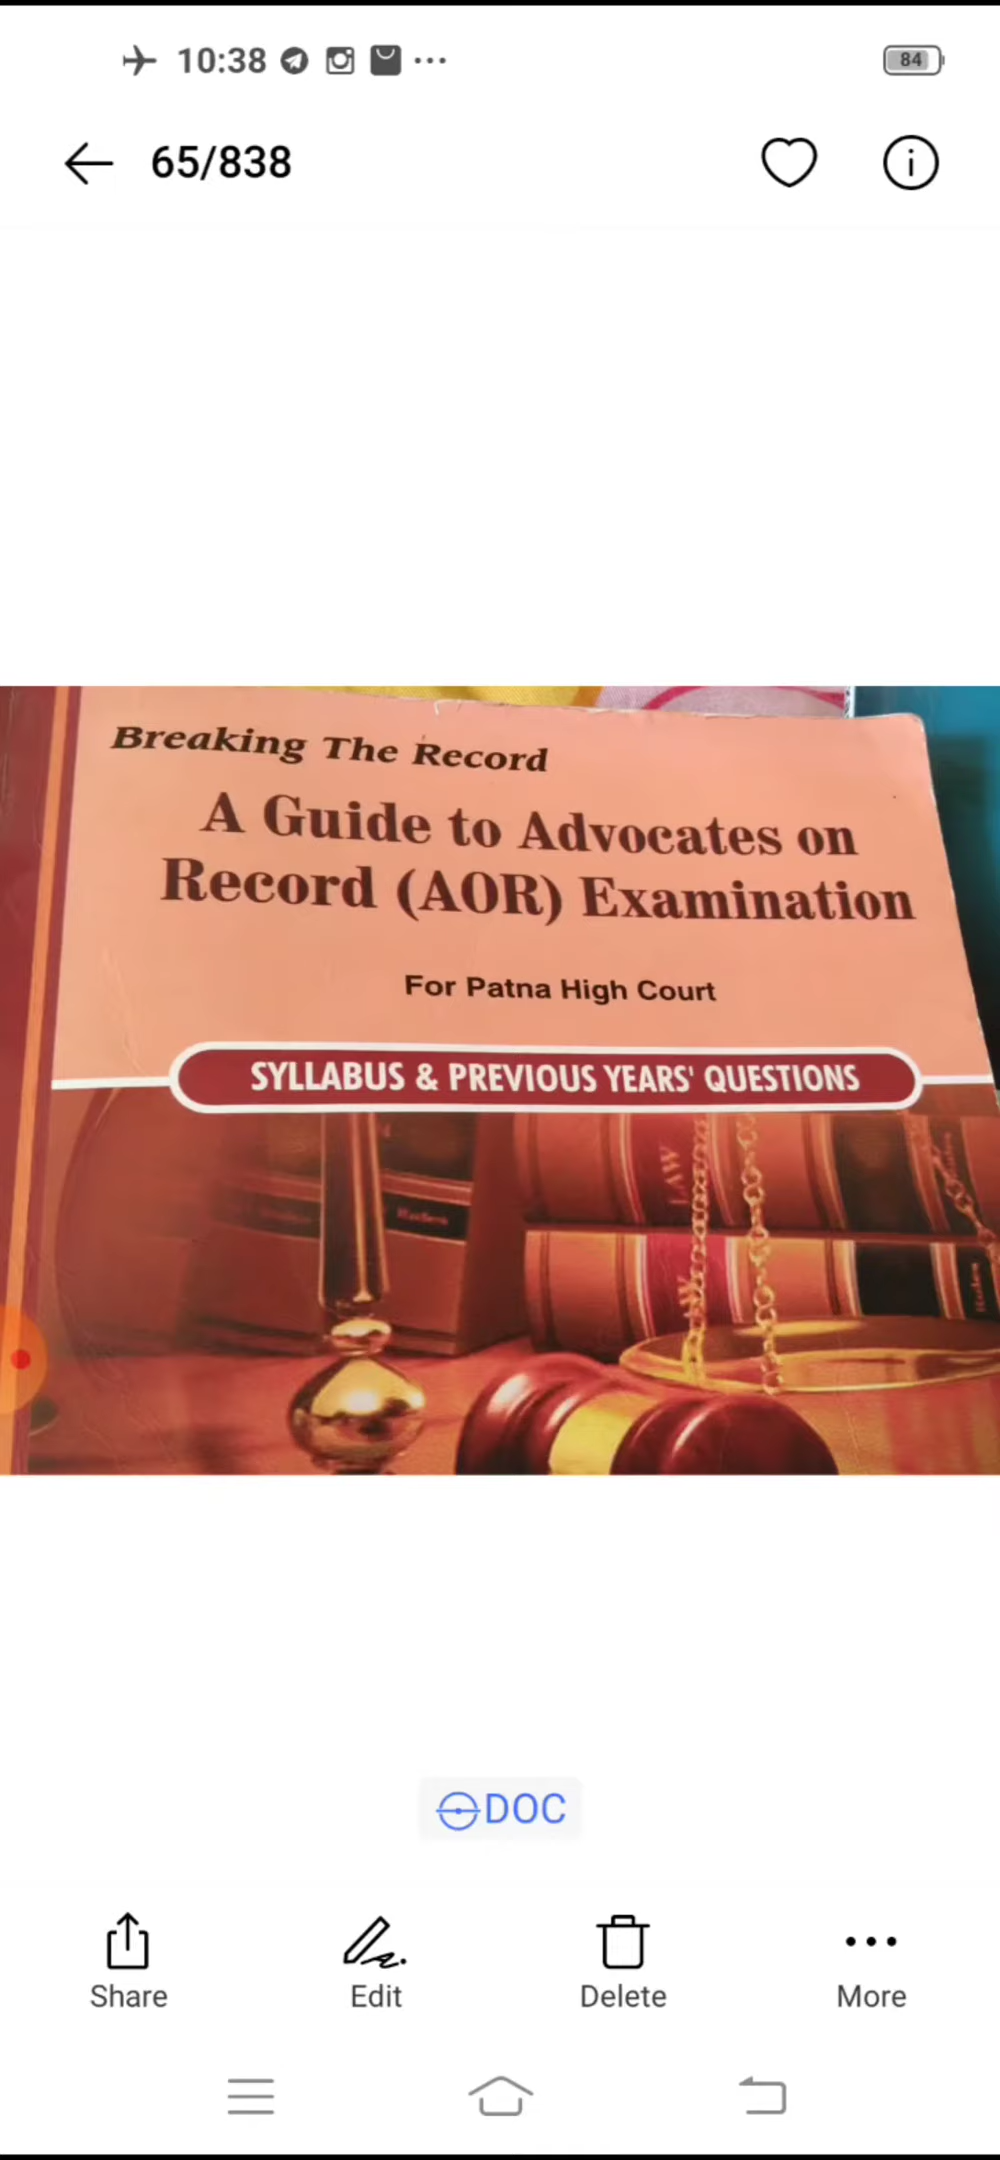 10:38
84
65/838
Breaking The Record
A Guide to Advocates on
Record (AOR) Examination
For Patna High Court
SYLLABUS & PREVIOUS YEARS' QUESTIONS
LAW
DOC
Share Edit Delete More